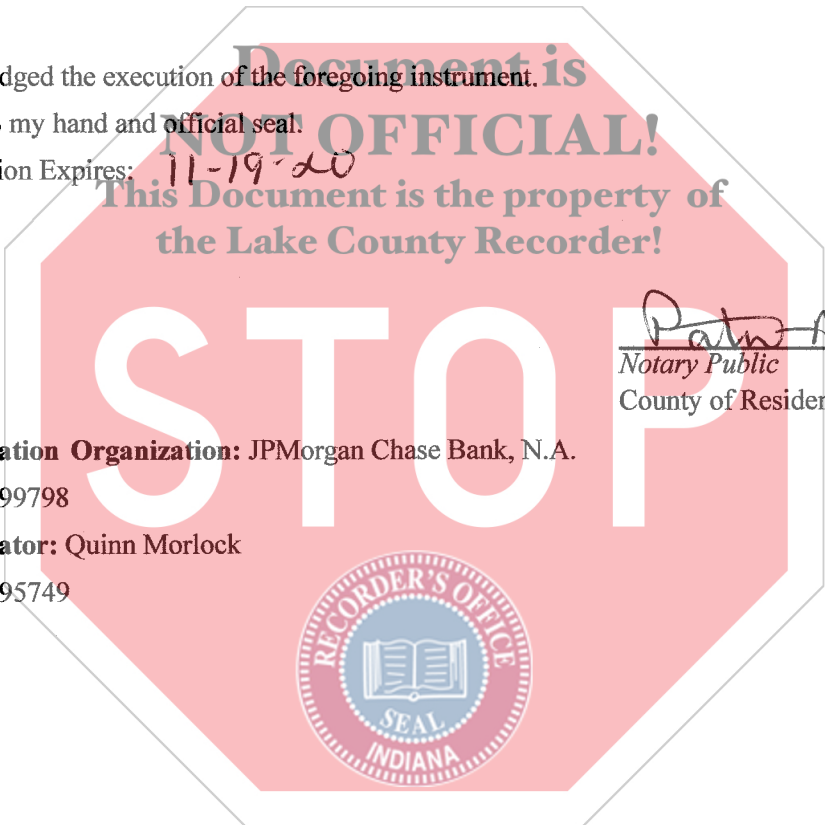 Document is
dged the execution of the foregoing instrument.
my hand and official seal.
NOT OFFICIAL!
ion Expires: 11-19-20
This Document is the property of
the Lake County Recorder!
STOP
Notary Public
County of Residen
ation Organization: JPMorgan Chase Bank, N.A.
99798
ator: Quinn Morlock
95749
RECORDER'S OFFICE
SEAL
INDIANA